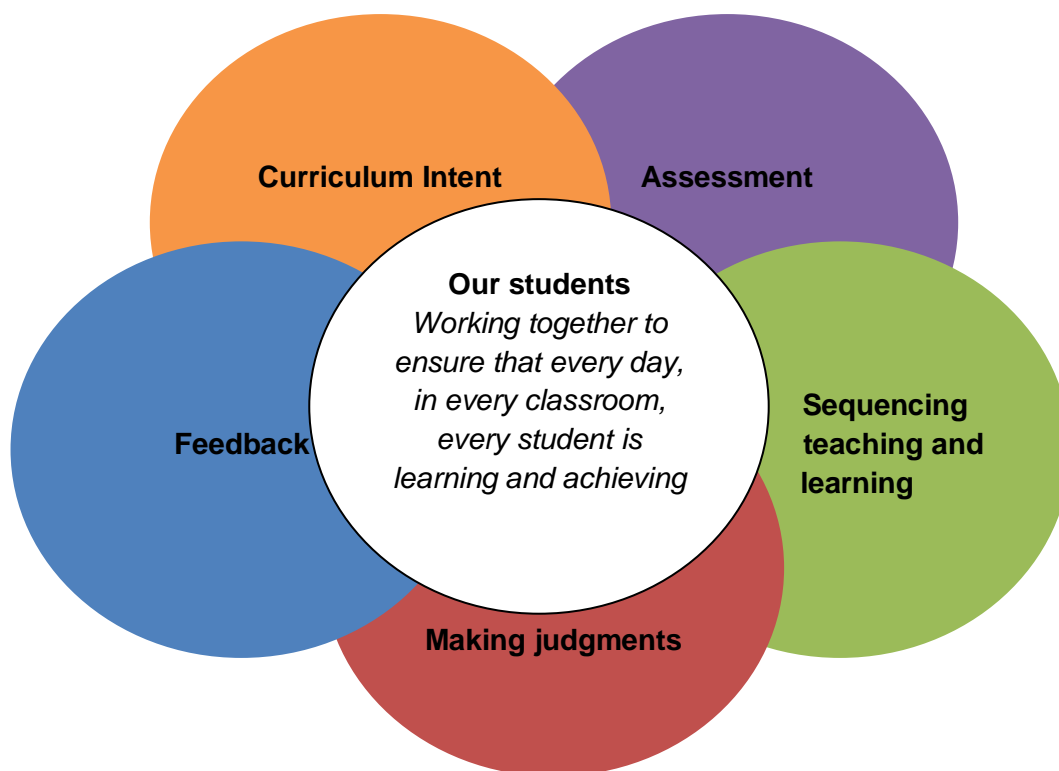 Curriculum Intent
Assessment
Our students
Working together to
ensure that every day,
in every classroom,
every student is
learning and achieving
Sequencing
teaching and
learning
Feedback
Making judgments